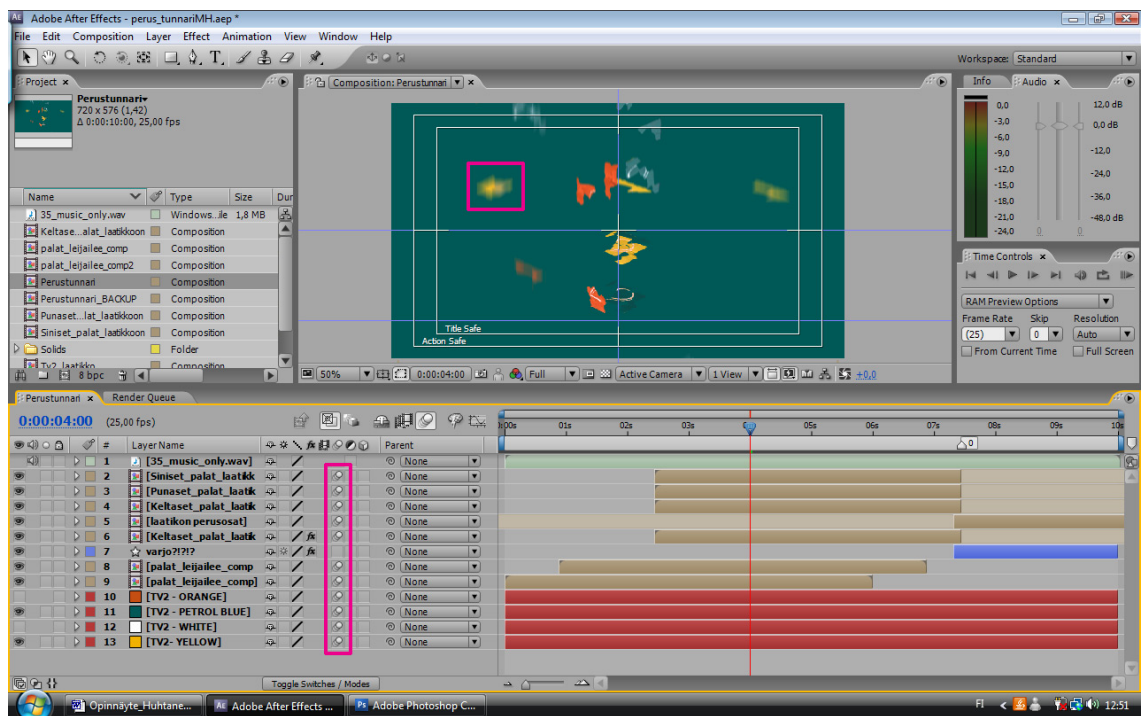 Adobe After Effects - perus_tunnariMH.aep *
File Edit Composition Layer Effect Animation View Window Help
Workspace: Standard
Project
Perustunnari
720 x 576 (1,42)
Δ 0:00:10:00, 25,00 fps
Name Type Size Dur
35_music_only.wav Windows...ile 1,8 MB
Keltase...alat_laatikkoon Composition
palat_leijailee_comp Composition
palat_leijailee_comp2 Composition
Perustunnari Composition
Perustunnari_BACKUP Composition
Punaset...lat_laatikkoon Composition
Siniset_palat_laatikkoon Composition
Solids Folder
Tv2_laatikko Composition
8 bpc
Composition: Perustunnari
Title Safe
Action Safe
50% 0:00:04:00 Full Active Camera 1 View +0,0
Info Audio
0,0 12,0 dB
-3,0 0,0 dB
-6,0
-9,0 -12,0
-12,0 -24,0
-15,0
-18,0 -36,0
-21,0 -48,0 dB
-24,0 0 0
Time Controls
RAM Preview Options
Frame Rate Skip Resolution
(25) 0 Auto
From Current Time Full Screen
Perustunnari Render Queue
0:00:04:00 (25,00 fps)
01s 02s 05s 06s 07s 08s 09s 10s
# Layer Name Parent
0
1 [35_music_only.wav] None
2 [Siniset_palat_laatikk None
3 [Punaset_palat_laatik None
4 [Keltaset_palat_laatik None
5 [laatikon perusosat] None
6 [Keltaset_palat_laatik None
7 varjo?!?!? None
8 [palat_leijailee_comp None
9 [palat_leijailee_comp] None
10 [TV2 - ORANGE] None
11 [TV2 - PETROL BLUE] None
12 [TV2 - WHITE] None
13 [TV2- YELLOW] None
Toggle Switches / Modes
Opinnäyte_Huhtane... Adobe After Effects ... Adobe Photoshop C... FI 12:51